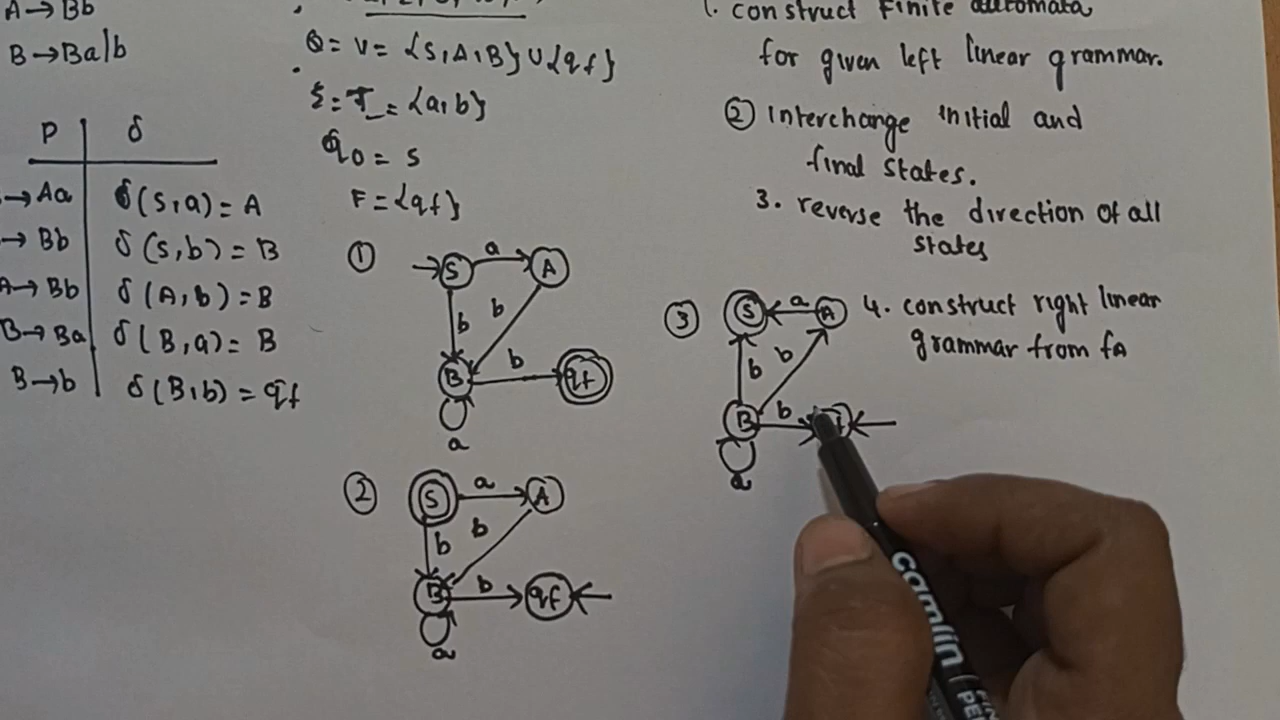 A→Bb
B→Ba|b
P δ
→Aa δ(S,a) = A
→Bb δ(S,b) = B
A→Bb δ(A,b) = B
B→Ba δ(B,a) = B
B→b δ(B,b) = qf
Q = V = {S,A,B} U {qf}
Σ = T = {a,b}
q0 = S
F = {qf}
①
S a A
b b
B b qf
a
②
S a A
b b
B b qf
a
1. construct Finite automata
for given left linear grammar.
② Interchange initial and
final states.
3. reverse the direction of all
states
4. construct right linear
grammar from fA
③
S a A
b b
B b
a
camlin
PE